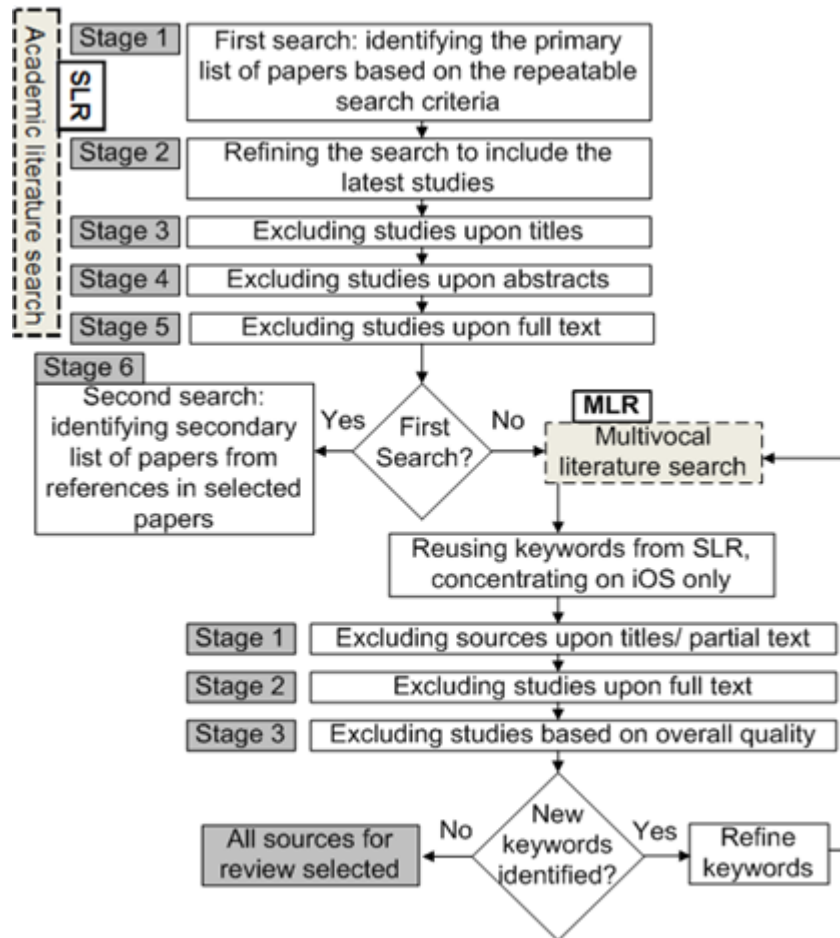 Academic literature search
SLR
Stage 1
First search: identifying the primary
list of papers based on the repeatable
search criteria
Stage 2
Refining the search to include the
latest studies
Stage 3
Excluding studies upon titles
Stage 4
Excluding studies upon abstracts
Stage 5
Excluding studies upon full text
Stage 6
Second search:
identifying secondary
list of papers from
references in selected
papers
Yes
First
Search?
No
MLR
Multivocal
literature search
Reusing keywords from SLR,
concentrating on iOS only
Stage 1
Excluding sources upon titles/ partial text
Stage 2
Excluding studies upon full text
Stage 3
Excluding studies based on overall quality
New
keywords
identified?
No
All sources for
review selected
Yes
Refine
keywords